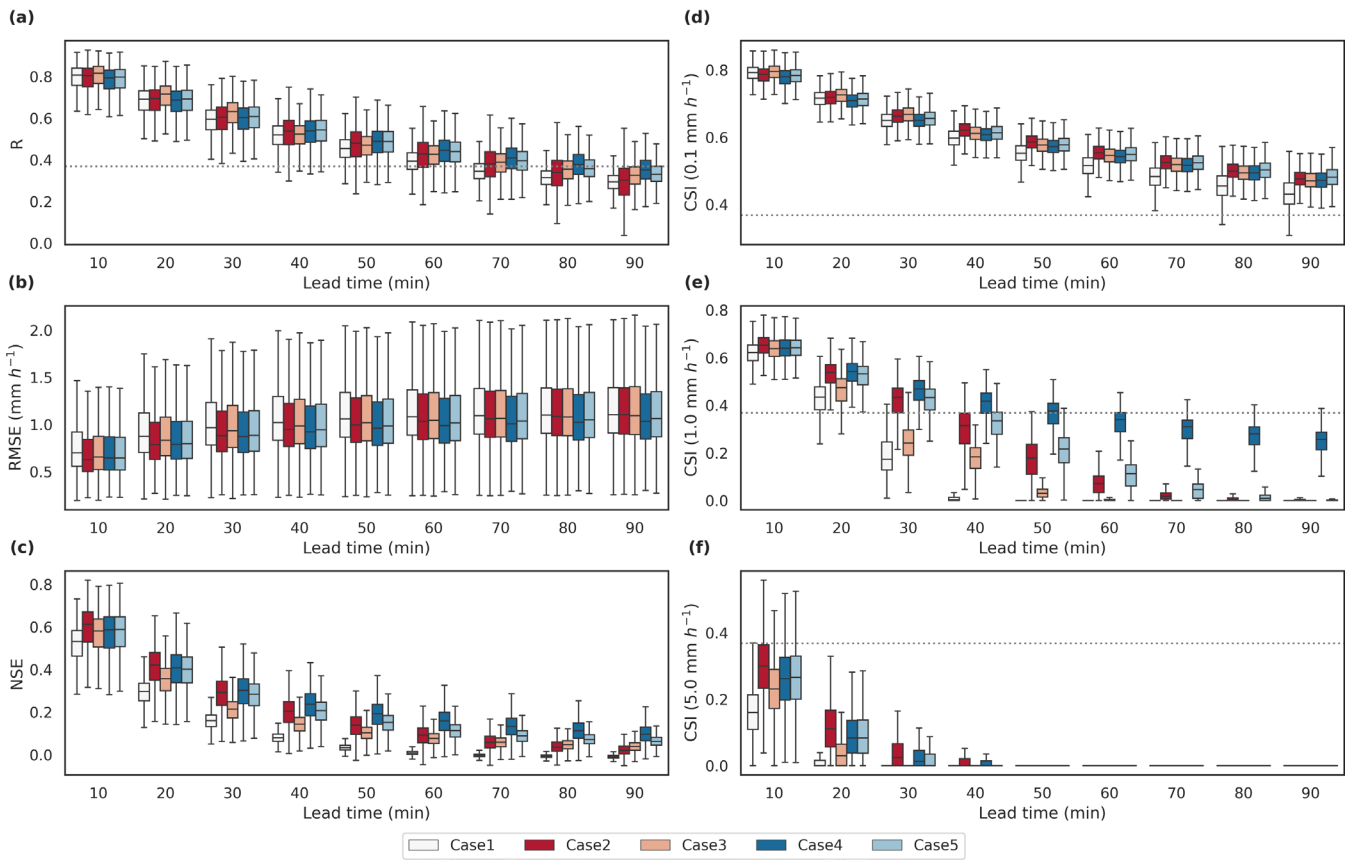 (a)
R
0.8
0.6
0.4
0.2
0.0
10 20 30 40 50 60 70 80 90
Lead time (min)
(b)
RMSE (mm h⁻¹)
2.0
1.5
1.0
0.5
10 20 30 40 50 60 70 80 90
Lead time (min)
(c)
NSE
0.8
0.6
0.4
0.2
0.0
10 20 30 40 50 60 70 80 90
Lead time (min)
(d)
CSI (0.1 mm h⁻¹)
0.8
0.6
0.4
10 20 30 40 50 60 70 80 90
Lead time (min)
(e)
CSI (1.0 mm h⁻¹)
0.8
0.6
0.4
0.2
0.0
10 20 30 40 50 60 70 80 90
Lead time (min)
(f)
CSI (5.0 mm h⁻¹)
0.4
0.2
0.0
10 20 30 40 50 60 70 80 90
Lead time (min)
Case1 Case2 Case3 Case4 Case5